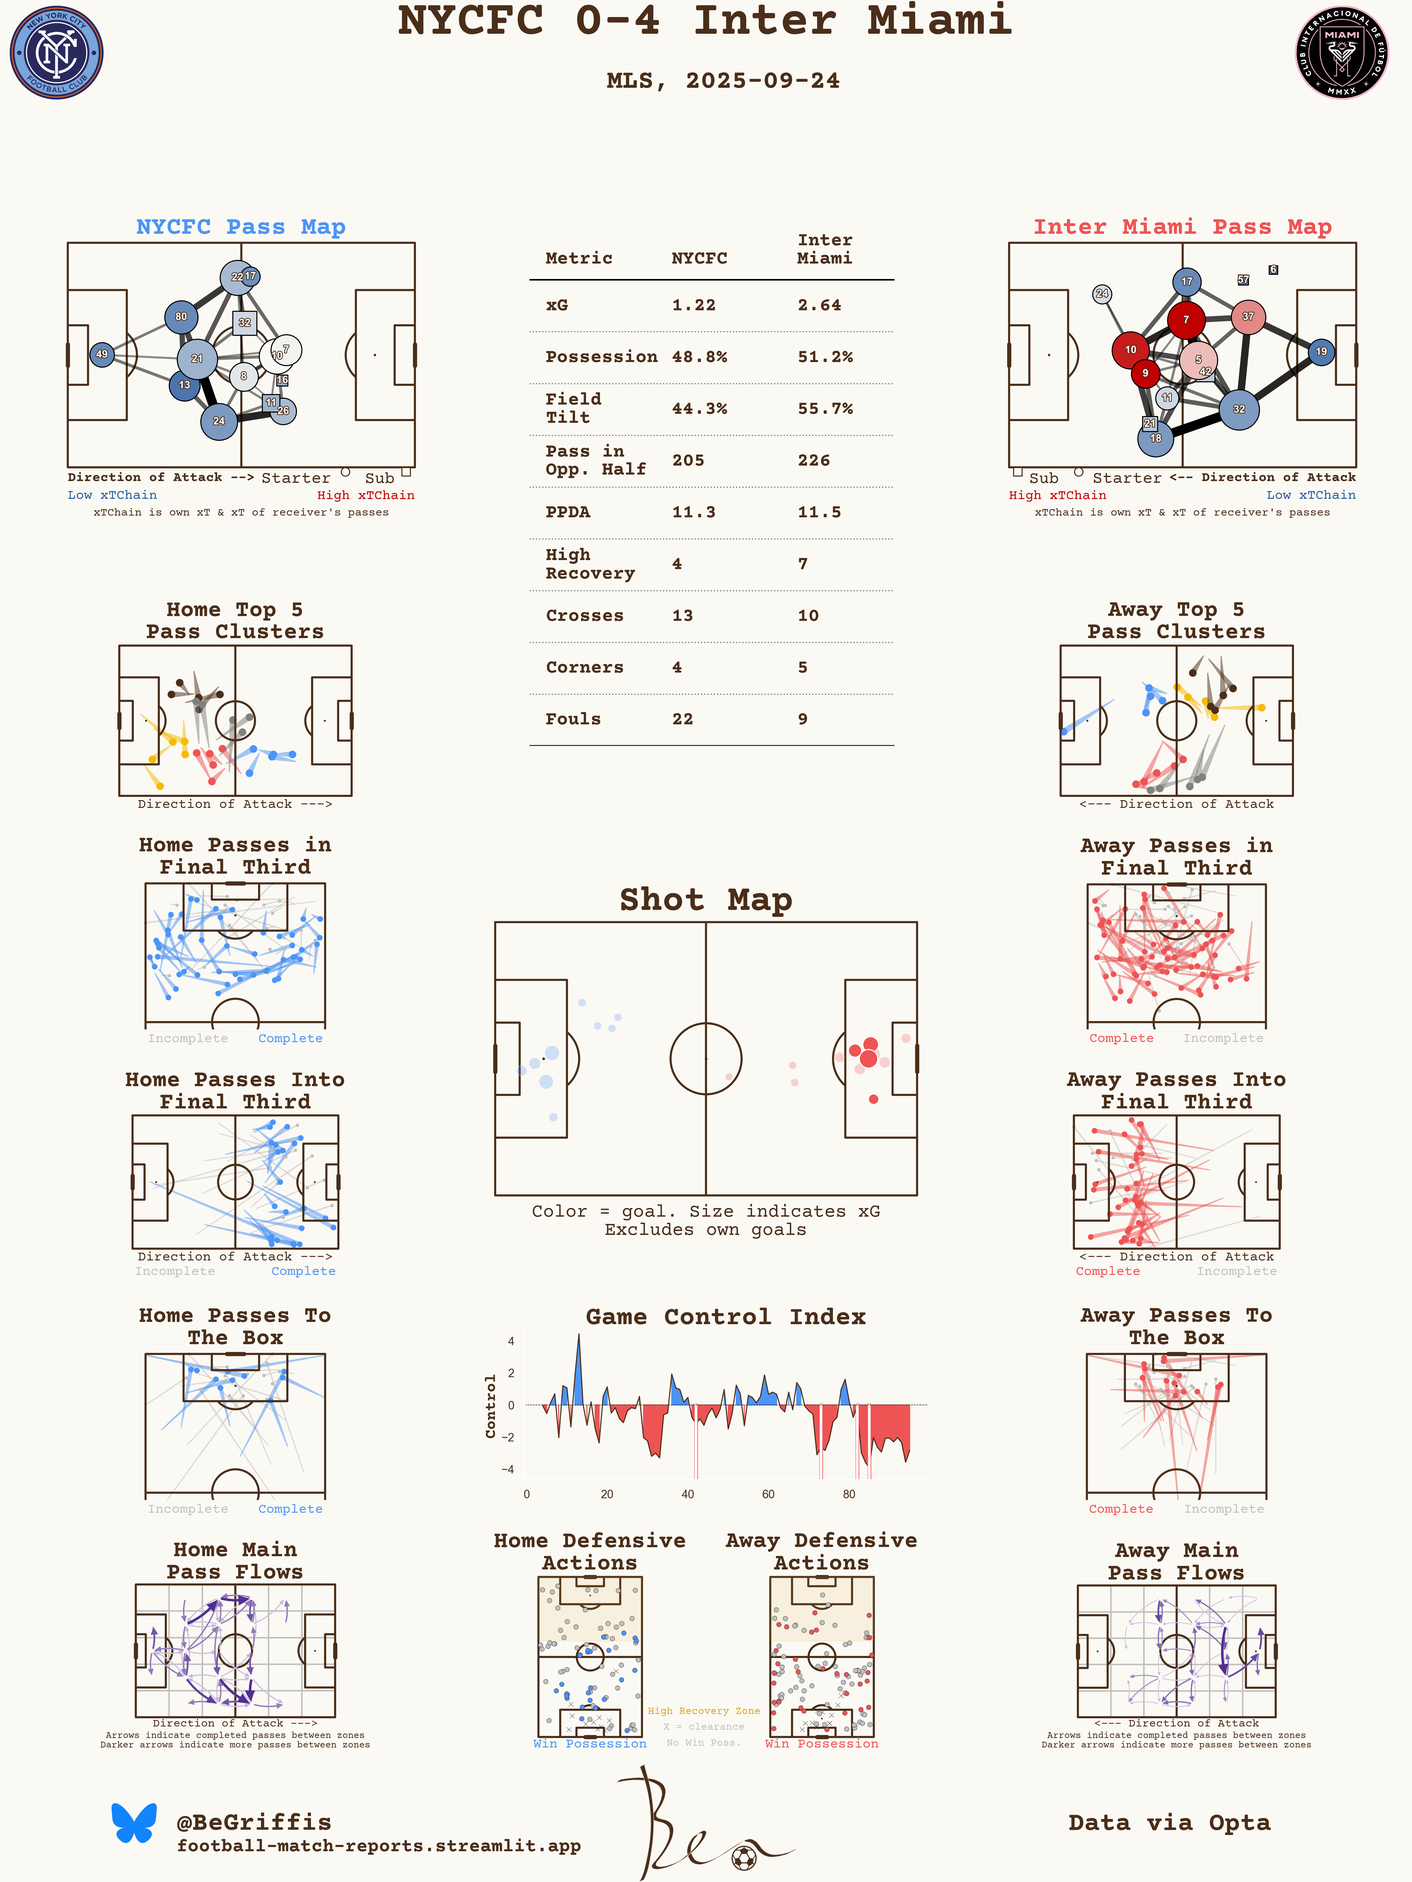 NYCFC 0-4 Inter Miami
MLS, 2025-09-24
NEW YORK CITY
FOOTBALL CLUB
CLUB INTERNACIONAL DE FÚTBOL
MIAMI
MMXX
NYCFC Pass Map
49
80
13
21
24
22
17
32
8
10
7
16
11
26
Direction of Attack --> Starter Sub
Low xTChain High xTChain
xTChain is own xT & xT of receiver's passes
Metric NYCFC Inter
Miami
xG 1.22 2.64
Possession 48.8% 51.2%
Field
Tilt 44.3% 55.7%
Pass in
Opp. Half 205 226
PPDA 11.3 11.5
High
Recovery 4 7
Crosses 13 10
Corners 4 5
Fouls 22 9
Inter Miami Pass Map
24
17
57
6
7
37
10
9
5
42
19
11
32
21
18
Sub Starter <-- Direction of Attack
High xTChain Low xTChain
xTChain is own xT & xT of receiver's passes
Home Top 5
Pass Clusters
Direction of Attack --->
Away Top 5
Pass Clusters
<--- Direction of Attack
Home Passes in
Final Third
Incomplete Complete
Away Passes in
Final Third
Complete Incomplete
Shot Map
Color = goal. Size indicates xG
Excludes own goals
Home Passes Into
Final Third
Direction of Attack --->
Incomplete Complete
Away Passes Into
Final Third
<--- Direction of Attack
Complete Incomplete
Home Passes To
The Box
Incomplete Complete
Game Control Index
Control
4
2
0
−2
−4
0 20 40 60 80
Away Passes To
The Box
Complete Incomplete
Home Main
Pass Flows
Direction of Attack --->
Arrows indicate completed passes between zones
Darker arrows indicate more passes between zones
Home Defensive
Actions
Win Possession
High Recovery Zone
X = clearance
No Win Poss.
Away Defensive
Actions
Win Possession
Away Main
Pass Flows
<--- Direction of Attack
Arrows indicate completed passes between zones
Darker arrows indicate more passes between zones
@BeGriffis
football-match-reports.streamlit.app
Ben
Data via Opta